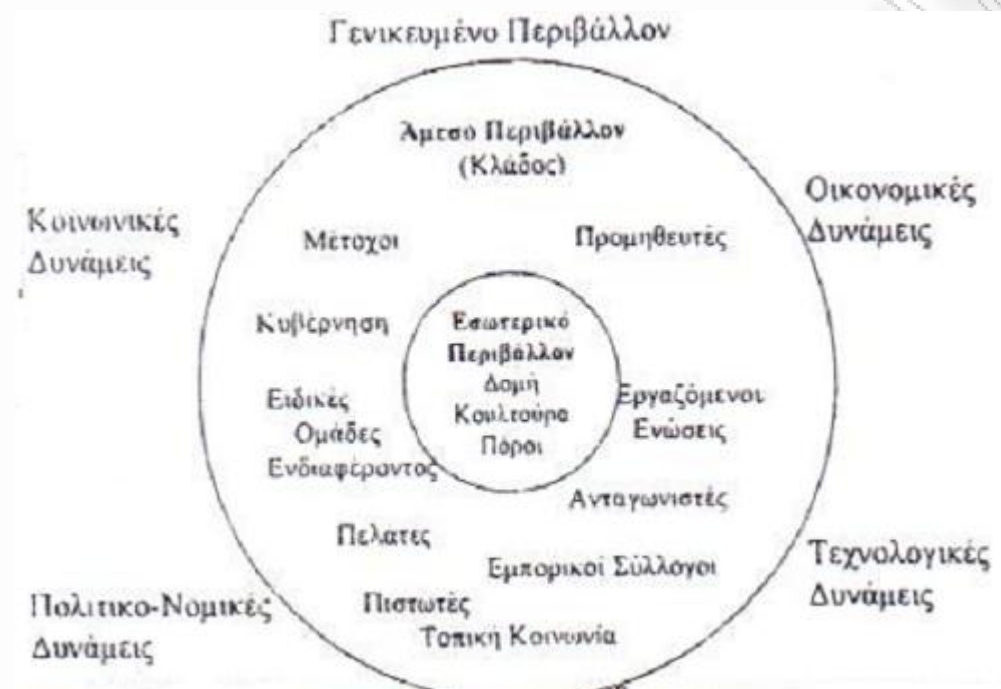 Γενικευμένο Περιβάλλον
Άμεσο Περιβάλλον
(Κλάδος)
Κοινωνικές
Δυνάμεις
Οικονομικές
Δυνάμεις
Μέτοχοι
Προμηθευτές
Κυβέρνηση
Εσωτερικό
Περιβάλλον
Δομή
Κουλτούρα
Πόροι
Ειδικές
Ομάδες
Ενδιαφέροντος
Εργαζόμενοι
Ενώσεις
Ανταγωνιστές
Πελατες
Εμπορικοί Σύλλογοι
Πιστωτές
Τοπική Κοινωνία
Πολιτικο-Νομικές
Δυνάμεις
Τεχνολογικές
Δυνάμεις